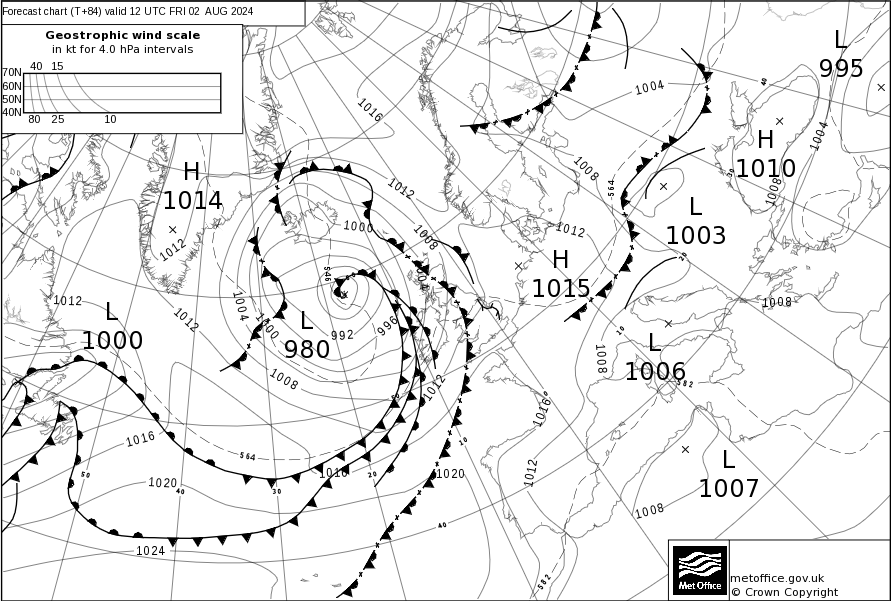 Forecast chart (T+84) valid 12 UTC FRI 02 AUG 2024
Geostrophic wind scale
in kt for 4.0 hPa intervals
40 15
70N
60N
50N
40N
80 25 10
L
995
1004
1016
1004
H
1010
H
1014
1008
564
1012
1008
L
1003
1000
1012
1008
1012
H
1015
546
1004
1012
L
1000
1004
1000
1012
L
980
992
996
1008
10
1008
L
1006
582
1008
1012
50
1016
1016
564
10
L
1007
50
1020
40
30
1016
20
1020
1012
1008
40
1024
582
Met Office
metoffice.gov.uk
© Crown Copyright